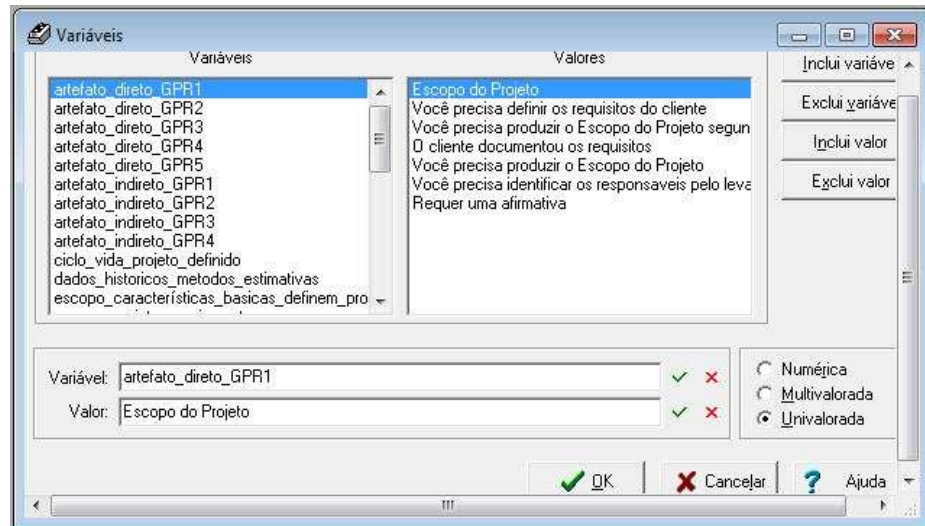 Variáveis
Variáveis
artefato_direto_GPR1
artefato_direto_GPR2
artefato_direto_GPR3
artefato_direto_GPR4
artefato_direto_GPR5
artefato_indireto_GPR1
artefato_indireto_GPR2
artefato_indireto_GPR3
artefato_indireto_GPR4
ciclo_vida_projeto_definido
dados_historicos_metodos_estimativas
escopo_características_basicas_definem_pro
Valores
Escopo do Projeto
Você precisa definir os requisitos do cliente
Você precisa produzir o Escopo do Projeto segun
O cliente documentou os requisitos
Você precisa produzir o Escopo do Projeto
Você precisa identificar os responsaveis pelo leva
Requer uma afirmativa
Inclui variáve
Exclui variáve
Inclui valor
Exclui valor
Variável: artefato_direto_GPR1
Valor: Escopo do Projeto
Numérica
Multivalorada
Univalorada
OK
Cancelar
Ajuda